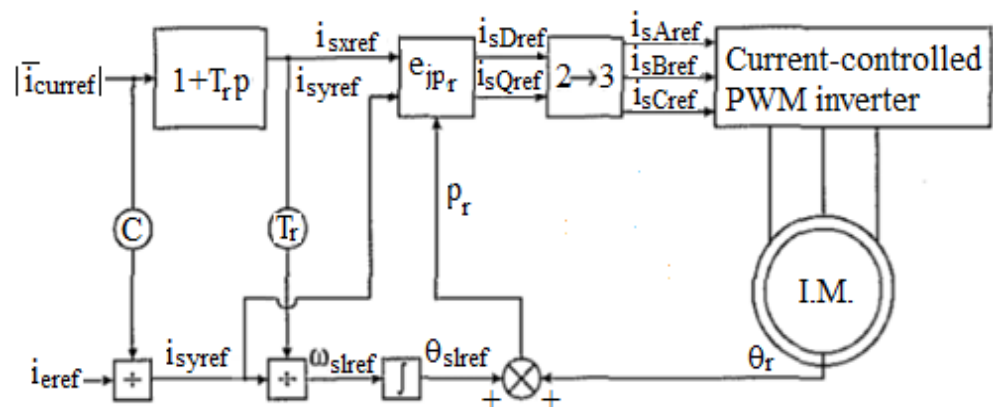 |i̅curref|
1+Trp
isxref
isyref
ejpr
isDref
isQref
2→3
isAref
isBref
isCref
Current-controlled
PWM inverter
C
Tr
pr
I.M.
ieref
÷
isyref
÷
ωslref
∫
θslref
+
+
θr